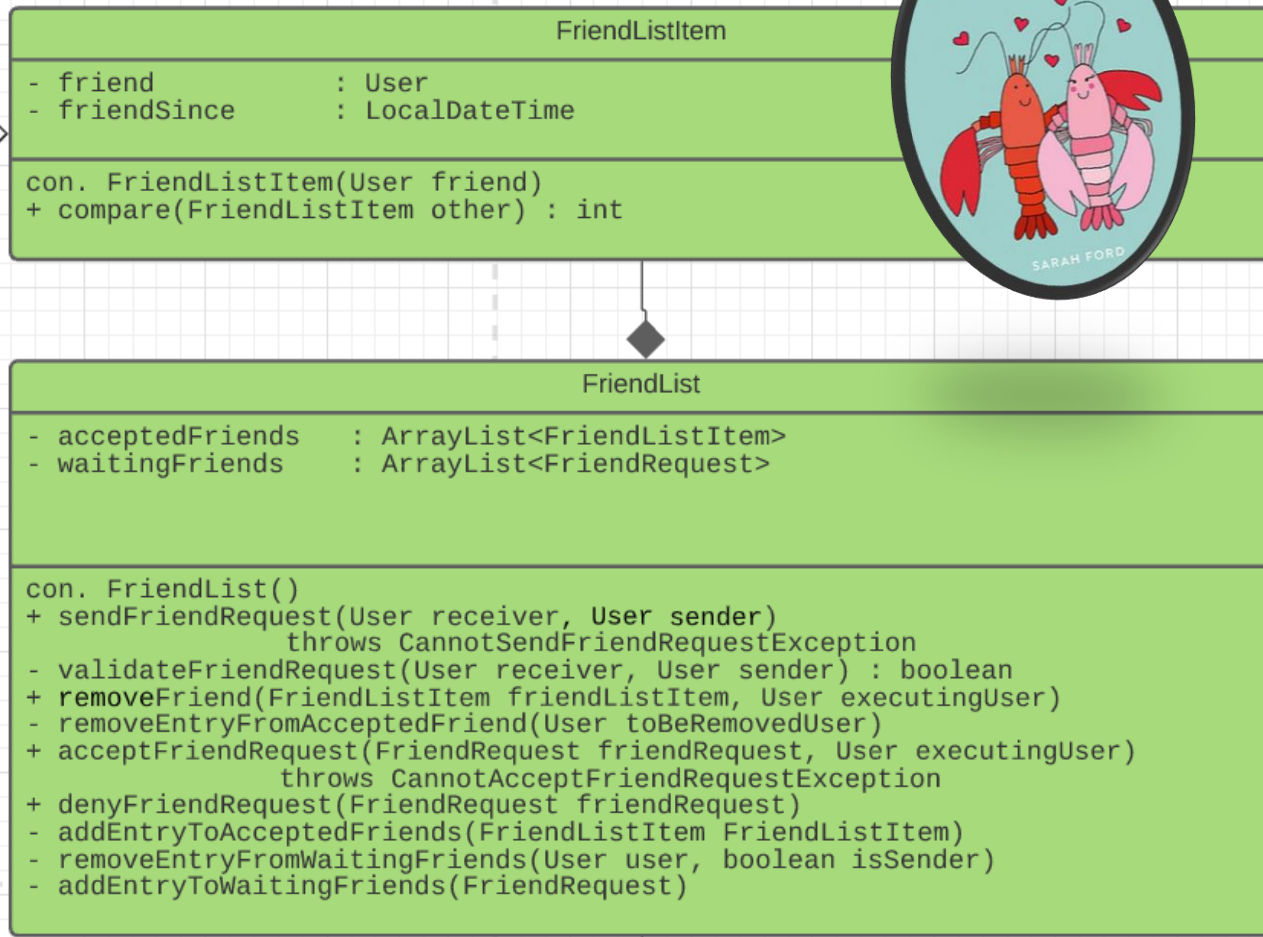 FriendListItem
- friend : User
- friendSince : LocalDateTime
con. FriendListItem(User friend)
+ compare(FriendListItem other) : int
SARAH FORD
FriendList
- acceptedFriends : ArrayList<FriendListItem>
- waitingFriends : ArrayList<FriendRequest>
con. FriendList()
+ sendFriendRequest(User receiver, User sender)
throws CannotSendFriendRequestException
- validateFriendRequest(User receiver, User sender) : boolean
+ removeFriend(FriendListItem friendListItem, User executingUser)
- removeEntryFromAcceptedFriend(User toBeRemovedUser)
+ acceptFriendRequest(FriendRequest friendRequest, User executingUser)
throws CannotAcceptFriendRequestException
+ denyFriendRequest(FriendRequest friendRequest)
- addEntryToAcceptedFriends(FriendListItem FriendListItem)
- removeEntryFromWaitingFriends(User user, boolean isSender)
- addEntryToWaitingFriends(FriendRequest)